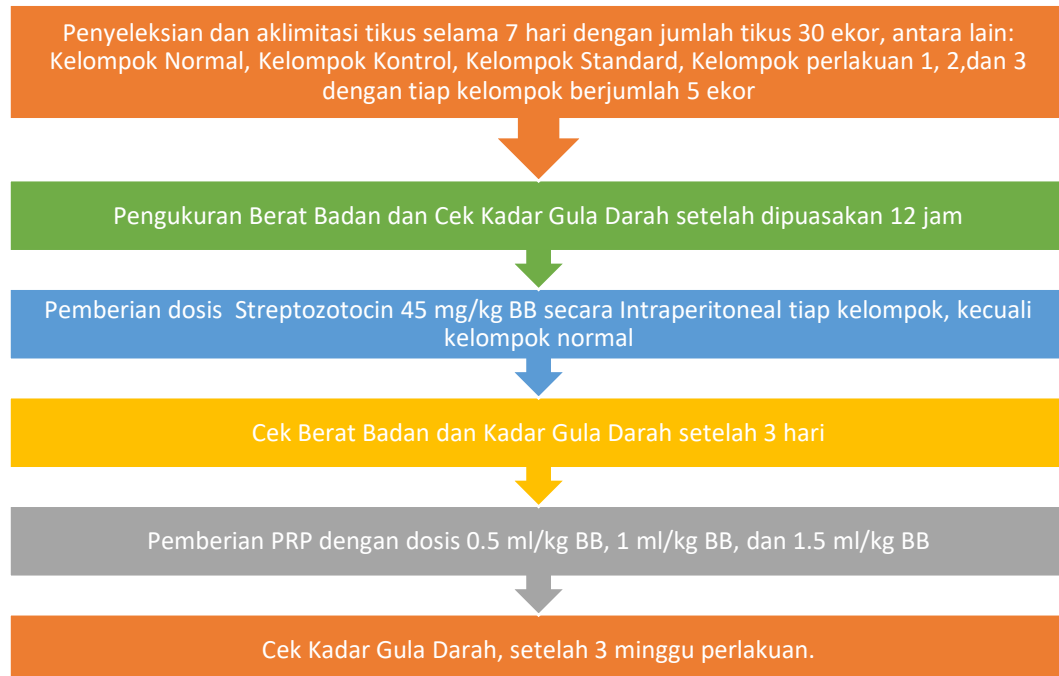 Penyeleksian dan aklimitasi tikus selama 7 hari dengan jumlah tikus 30 ekor, antara lain:
Kelompok Normal, Kelompok Kontrol, Kelompok Standard, Kelompok perlakuan 1, 2,dan 3
dengan tiap kelompok berjumlah 5 ekor
Pengukuran Berat Badan dan Cek Kadar Gula Darah setelah dipuasakan 12 jam
Pemberian dosis  Streptozotocin 45 mg/kg BB secara Intraperitoneal tiap kelompok, kecuali
kelompok normal
Cek Berat Badan dan Kadar Gula Darah setelah 3 hari
Pemberian PRP dengan dosis 0.5 ml/kg BB, 1 ml/kg BB, dan 1.5 ml/kg BB
Cek Kadar Gula Darah, setelah 3 minggu perlakuan.